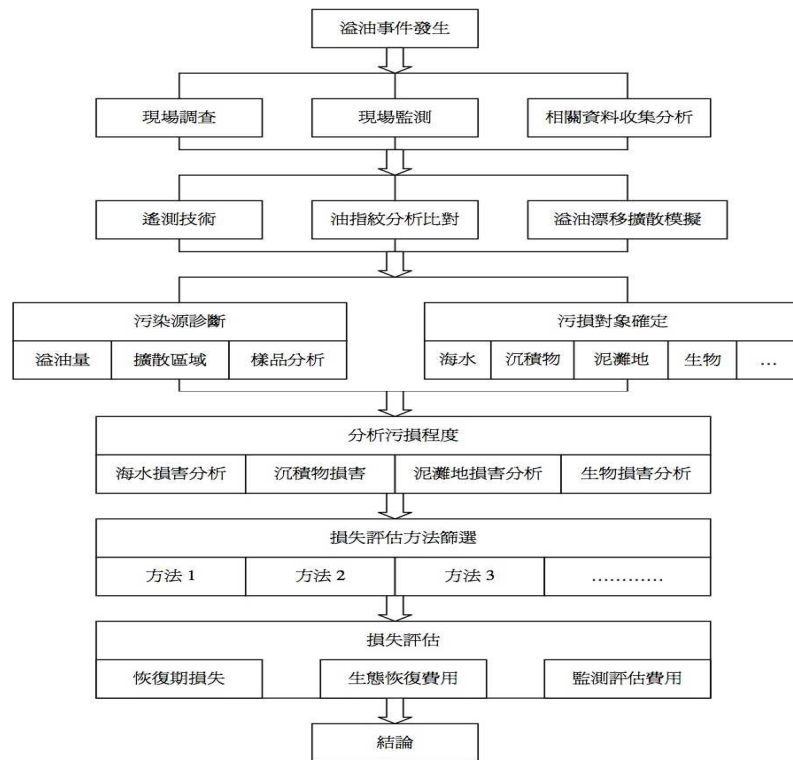 溢油事件發生
現場調查
現場監測
相關資料收集分析
遙測技術
油指紋分析比對
溢油漂移擴散模擬
污染源診斷
溢油量
擴散區域
樣品分析
污損對象確定
海水
沉積物
泥灘地
生物
…
分析污損程度
海水損害分析
沉積物損害
泥灘地損害分析
生物損害分析
損失評估方法篩選
方法 1
方法 2
方法 3
…………
損失評估
恢復期損失
生態恢復費用
監測評估費用
結論